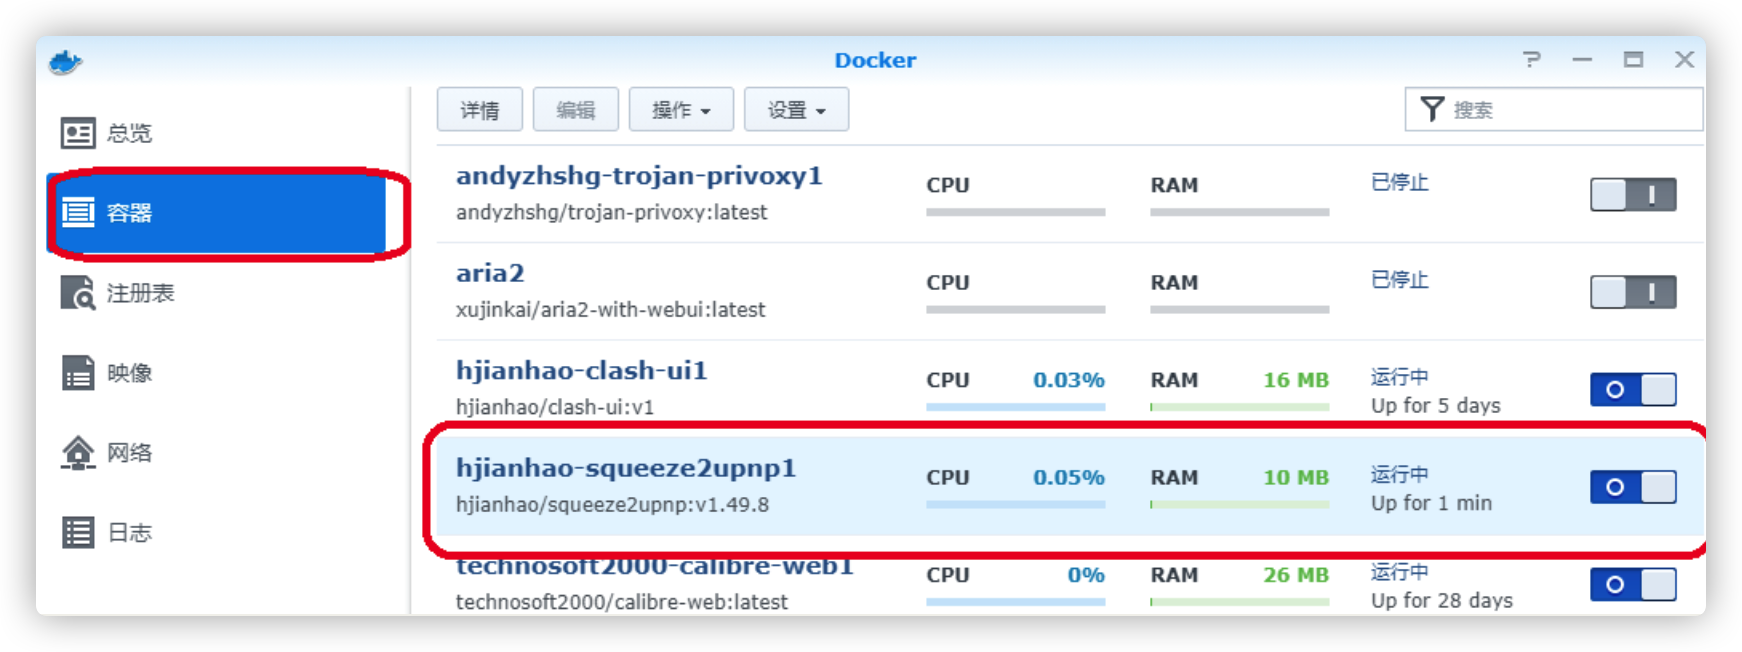 Docker
总览
容器
注册表
映像
网络
日志
详情 编辑 操作 设置 搜索
andyzhshg-trojan-privoxy1
andyzhshg/trojan-privoxy:latest
CPU RAM 已停止
aria2
xujinkai/aria2-with-webui:latest
CPU RAM 已停止
hjianhao-clash-ui1
hjianhao/clash-ui:v1
CPU 0.03% RAM 16 MB 运行中
Up for 5 days
hjianhao-squeeze2upnp1
hjianhao/squeeze2upnp:v1.49.8
CPU 0.05% RAM 10 MB 运行中
Up for 1 min
technosoft2000-calibre-web1
technosoft2000/calibre-web:latest
CPU 0% RAM 26 MB 运行中
Up for 28 days